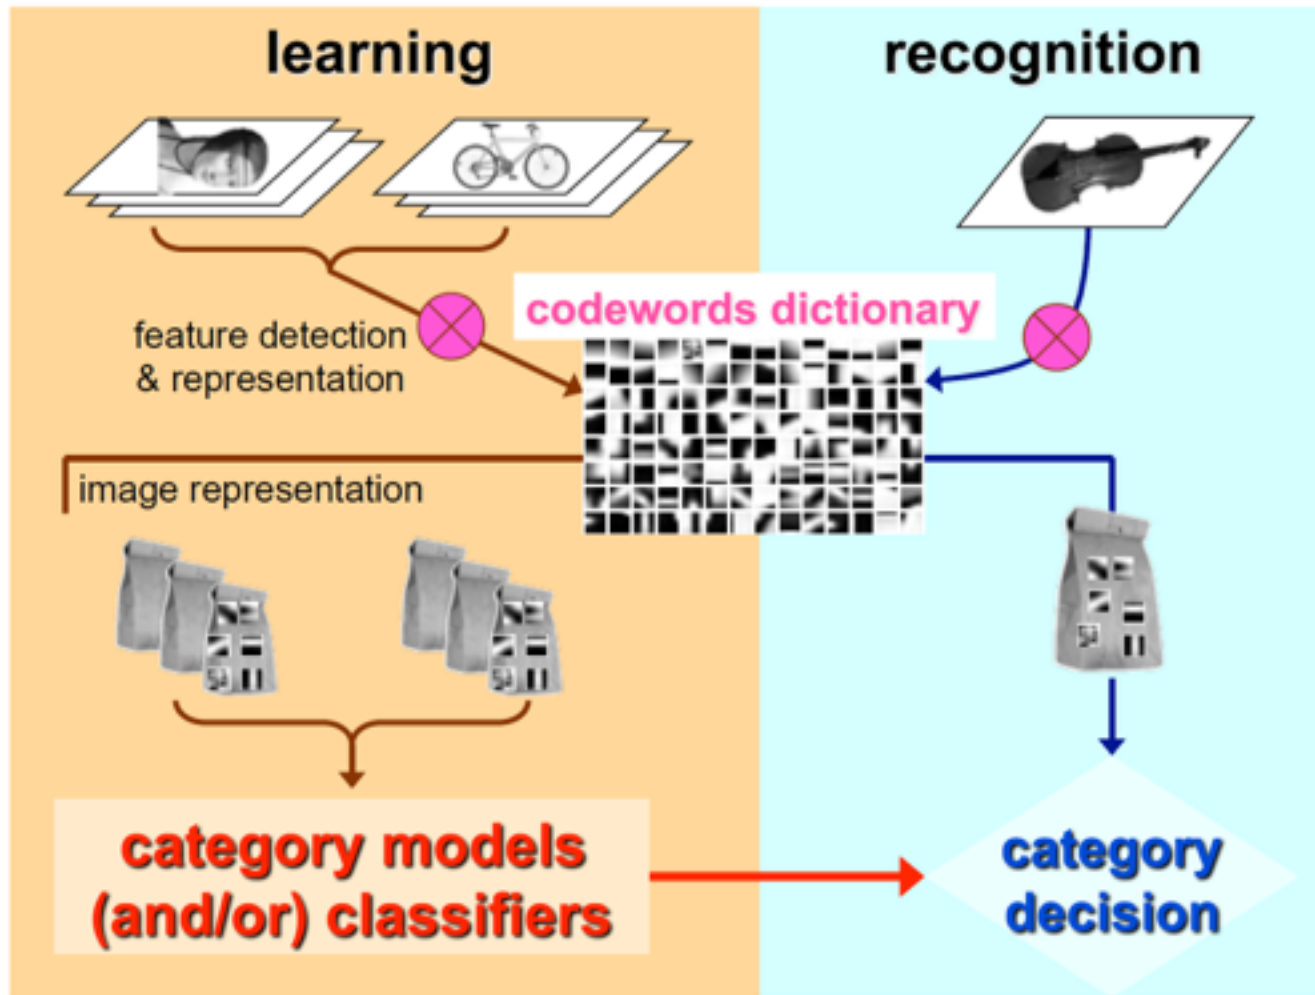 learning
recognition
codewords dictionary
feature detection
& representation
image representation
category models
(and/or) classifiers
category
decision